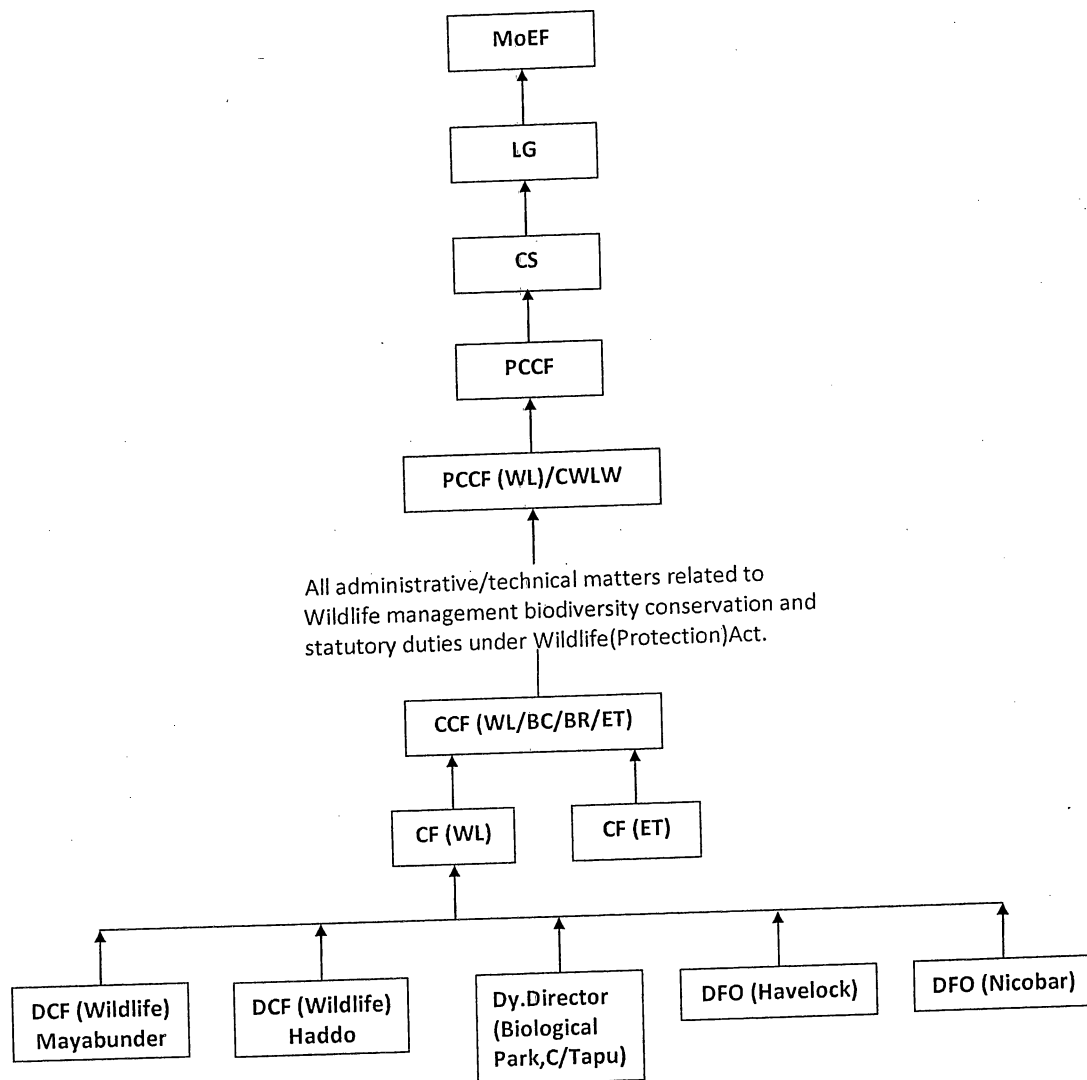 MoEF
LG
CS
PCCF
PCCF (WL)/CWLW
All administrative/technical matters related to
Wildlife management biodiversity conservation and
statutory duties under Wildlife(Protection)Act.
CCF (WL/BC/BR/ET)
CF (WL)
CF (ET)
DCF (Wildlife)
Mayabunder
DCF (Wildlife)
Haddo
Dy.Director
(Biological
Park,C/Tapu)
DFO (Havelock)
DFO (Nicobar)